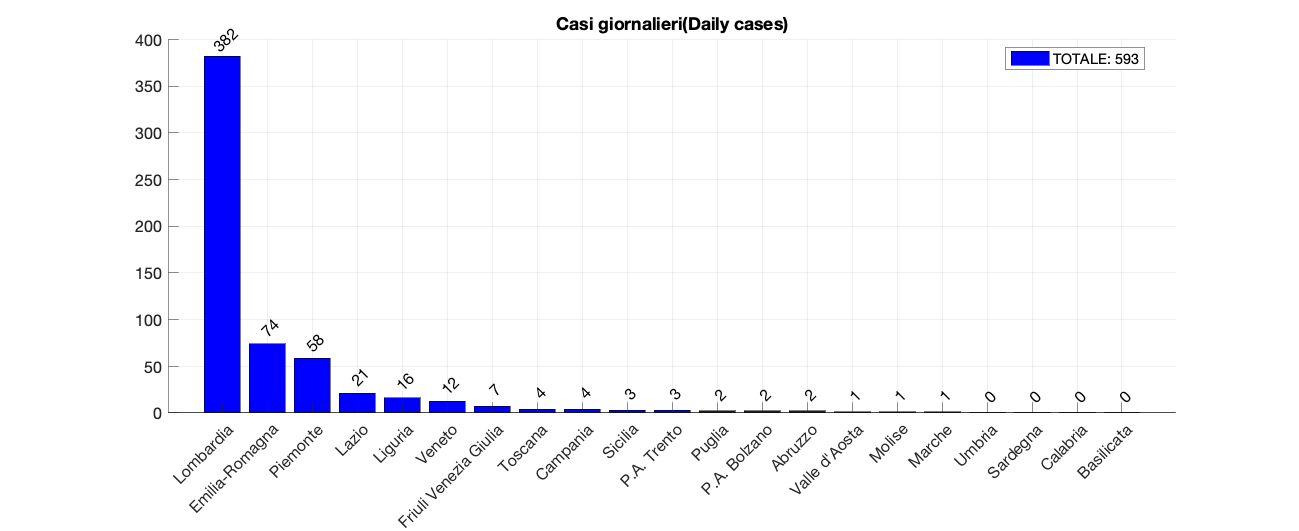 Casi giornalieri(Daily cases)
TOTALE: 593
400
350
300
250
200
150
100
50
0
382
74
58
21
16
12
7
4
4
3
3
2
2
2
1
1
1
0
0
0
0
Lombardia
Emilia-Romagna
Piemonte
Lazio
Liguria
Veneto
Friuli Venezia Giulia
Toscana
Campania
Sicilia
P.A. Trento
Puglia
P.A. Bolzano
Abruzzo
Valle d'Aosta
Molise
Marche
Umbria
Sardegna
Calabria
Basilicata